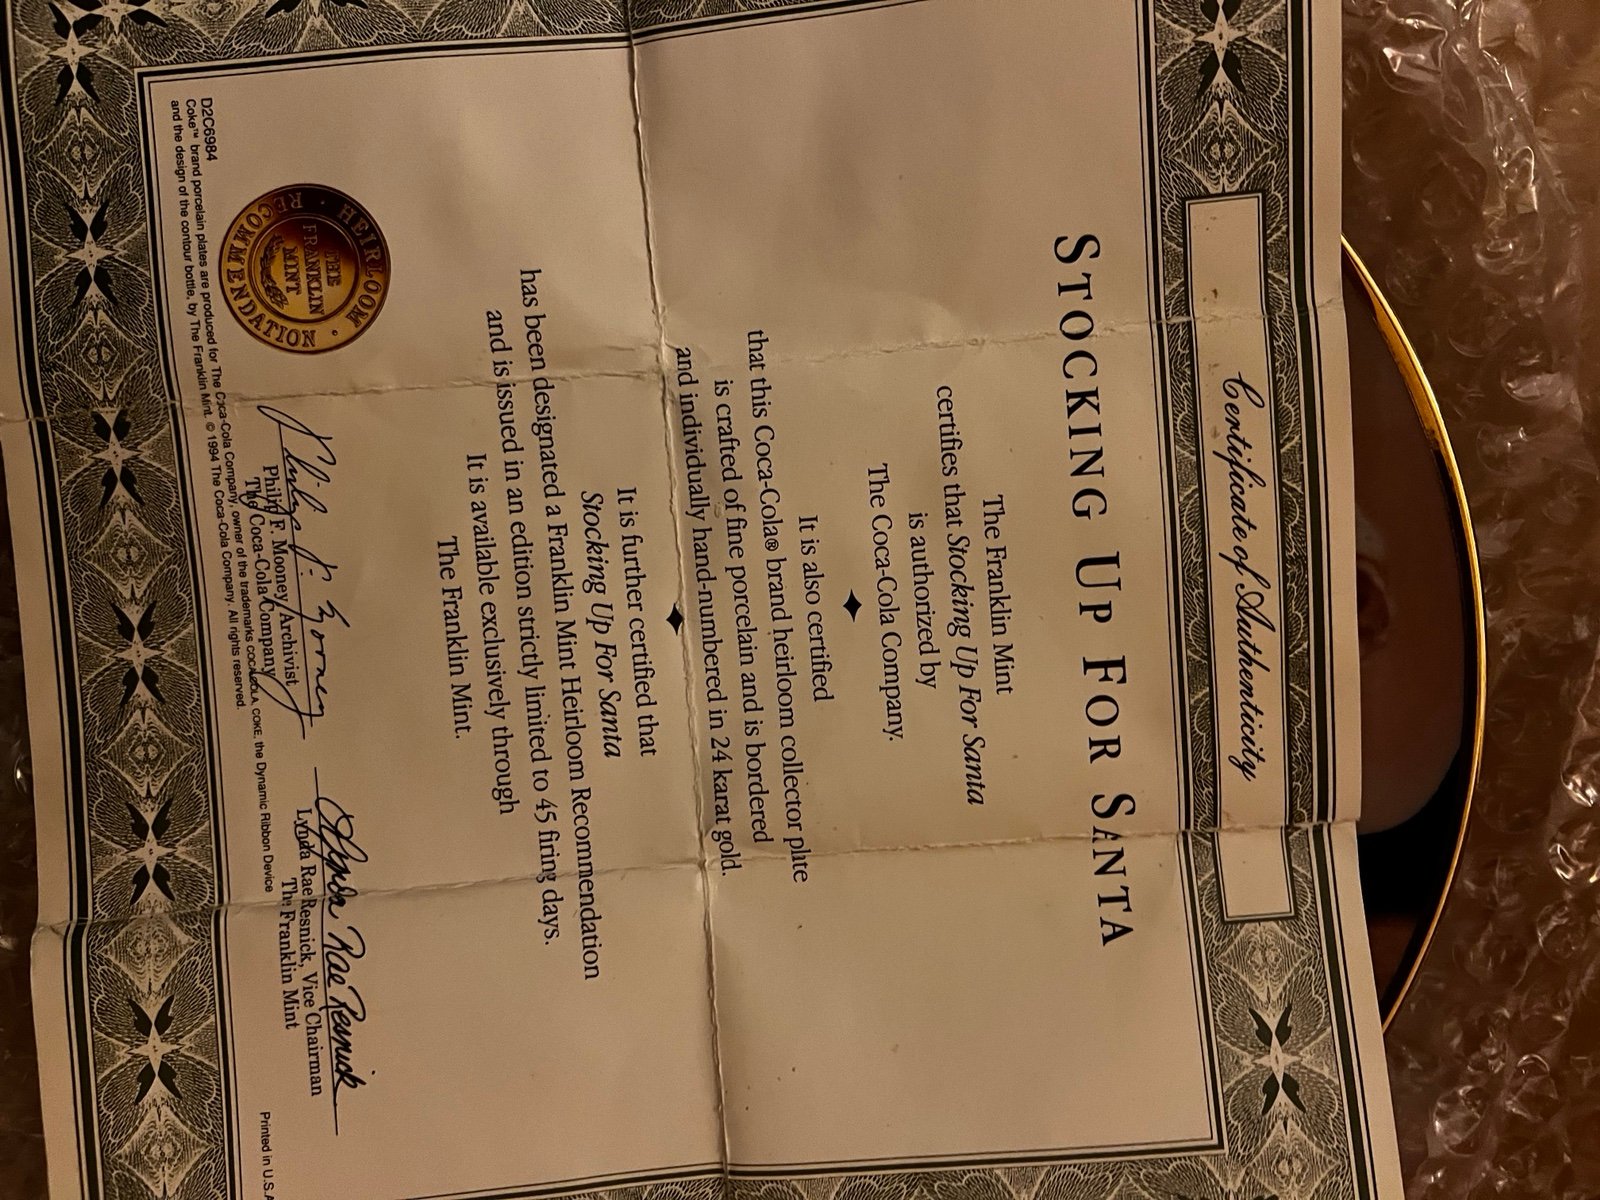 Certificate of Authenticity
STOCKING UP FOR SANTA
The Franklin Mint
certifies that Stocking Up For Santa
is authorized by
The Coca-Cola Company.
It is also certified
that this Coca-Cola® brand heirloom collector plate
is crafted of fine porcelain and is bordered
and individually hand-numbered in 24 karat gold.
It is further certified that
Stocking Up For Santa
has been designated a Franklin Mint Heirloom Recommendation
and is issued in an edition strictly limited to 45 firing days.
It is available exclusively through
The Franklin Mint.
HEIRLOOM · RECOMMENDATION ·
THE
FRANKLIN
MINT
Philip F. Mooney
Philip F. Mooney, Archivist
The Coca-Cola Company
Lynda Rae Resnick
Lynda Rae Resnick, Vice Chairman
The Franklin Mint
D2C6984
Coke™ brand porcelain plates are produced for The Coca-Cola Company, owner of the trademarks COCA-COLA, COKE, the Dynamic Ribbon Device
and the design of the contour bottle, by The Franklin Mint. © 1994 The Coca-Cola Company. All rights reserved.
Printed in U.S.A